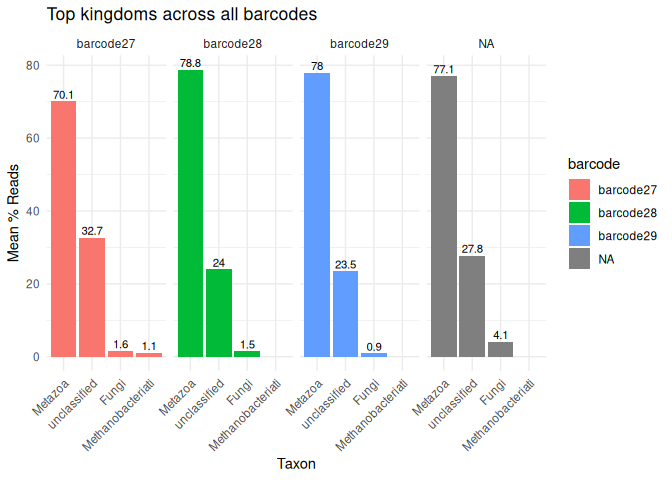 Top kingdoms across all barcodes
barcode27 barcode28 barcode29 NA
80
60
40
20
0
Mean % Reads
70.1 32.7 1.6 1.1
78.8 24 1.5
78 23.5 0.9
77.1 27.8 4.1
Metazoa unclassified Fungi Methanobacteriati
Metazoa unclassified Fungi Methanobacteriati
Metazoa unclassified Fungi Methanobacteriati
Metazoa unclassified Fungi Methanobacteriati
Taxon
barcode
barcode27
barcode28
barcode29
NA